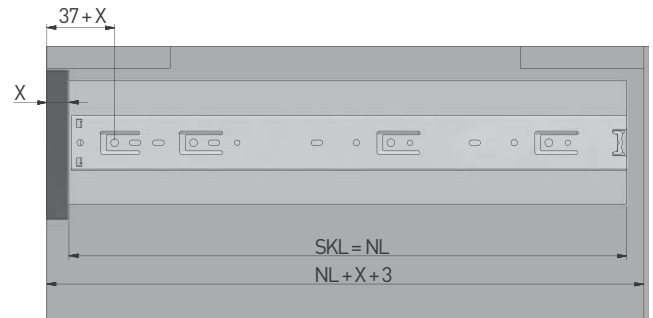 37 + X
X
SKL = NL
NL + X + 3